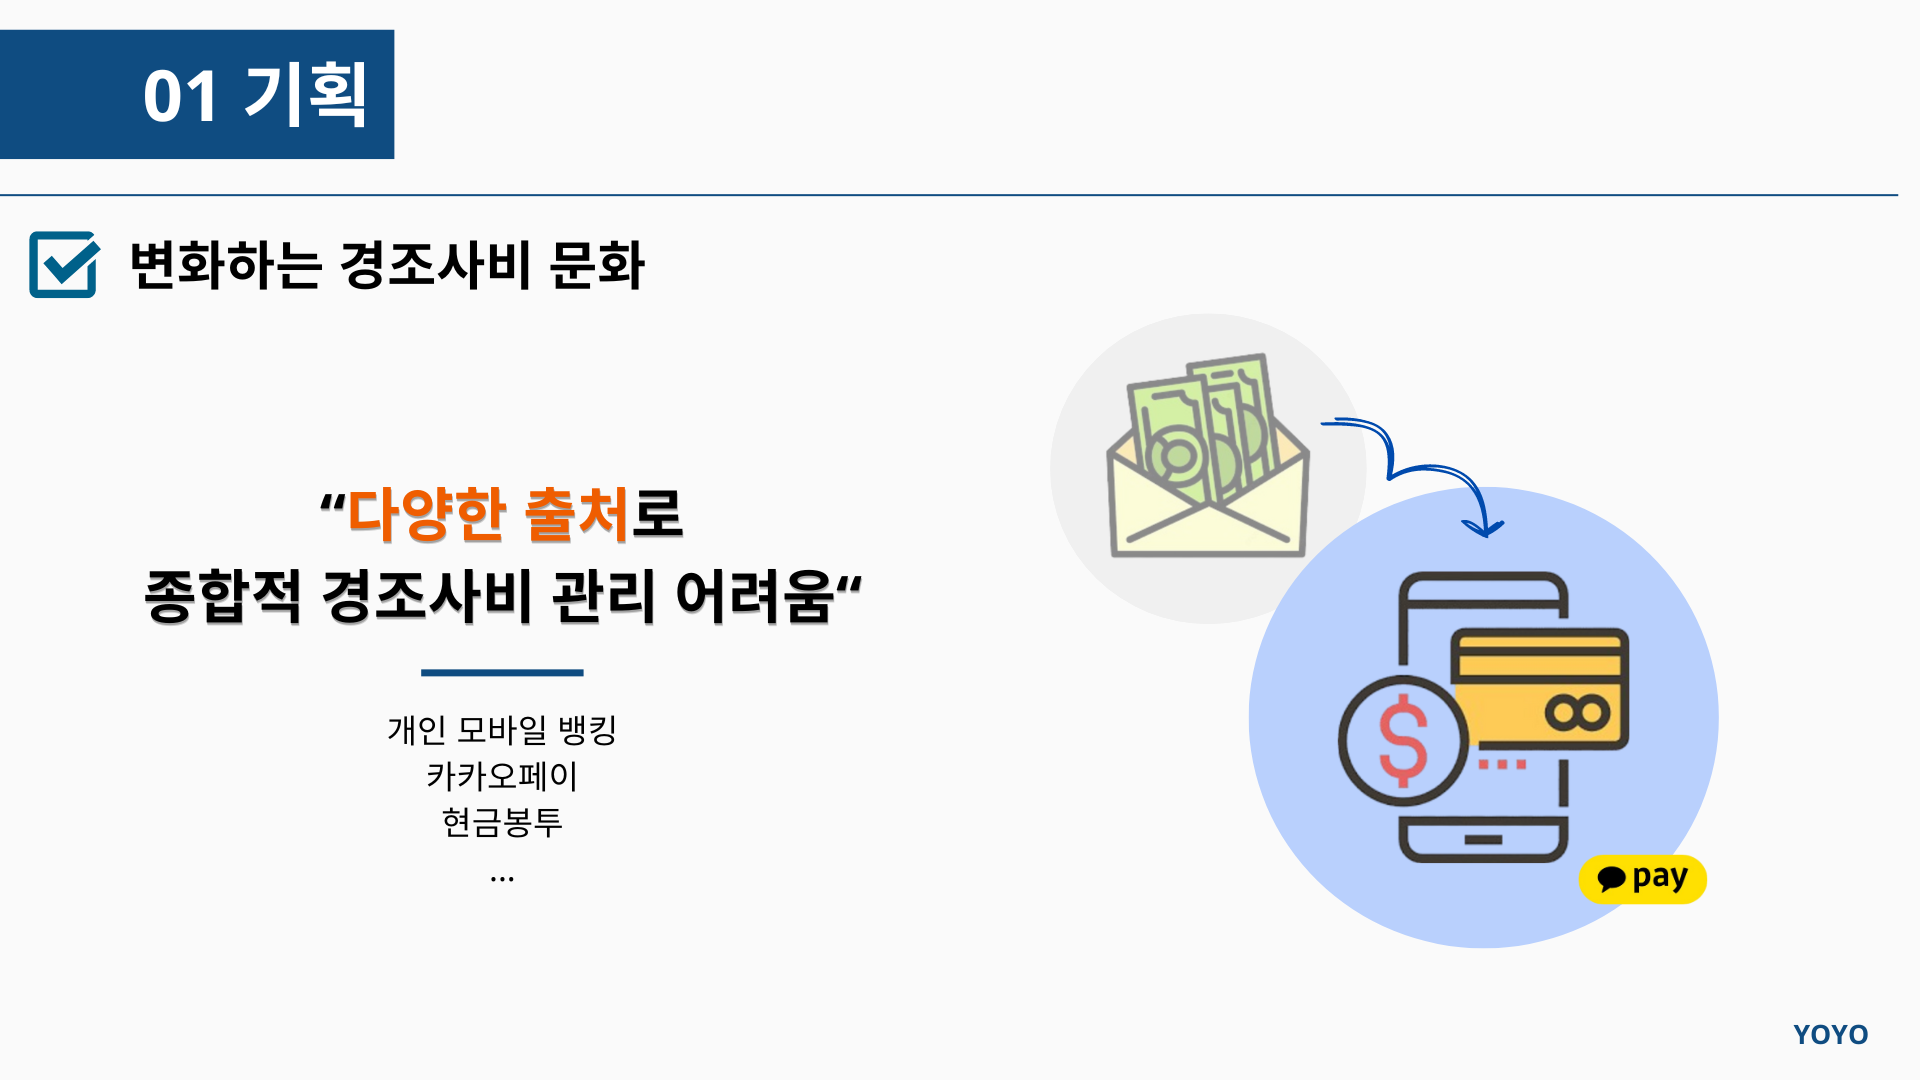 01 기획
변화하는 경조사비 문화
“다양한 출처로
종합적 경조사비 관리 어려움“
개인 모바일 뱅킹
카카오페이
현금봉투
...
$
pay
YOYO